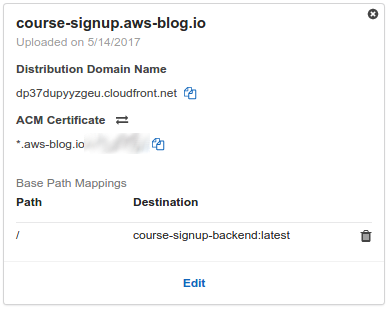 course-signup.aws-blog.io
Uploaded on 5/14/2017
Distribution Domain Name
dp37dupyyzgeu.cloudfront.net
ACM Certificate
*.aws-blog.io
Base Path Mappings
Path Destination
/ course-signup-backend:latest
Edit